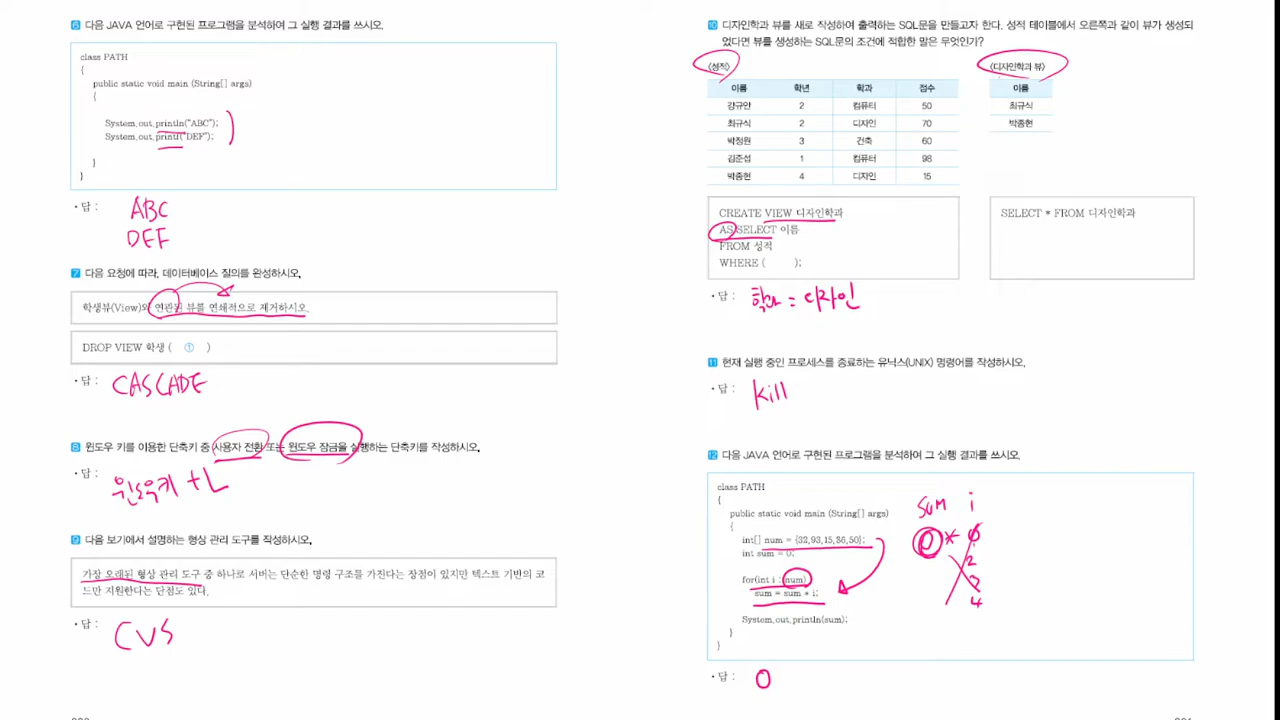 6 다음 JAVA 언어로 구현된 프로그램을 분석하여 그 실행 결과를 쓰시오.
class PATH
{
public static void main (String[] args)
{
System.out.println("ABC");
System.out.printf("DEF");
}
}
• 답 :
ABC
DEF
7 다음 요청에 따라, 데이터베이스 질의를 완성하시오.
학생뷰(View)와 연관된 뷰를 연쇄적으로 제거하시오.
DROP VIEW 학생 ( ① )
• 답 :
CASCADE
8 윈도우 키를 이용한 단축키 중 사용자 전환 또는 윈도우 잠금을 실행하는 단축키를 작성하시오.
• 답 :
윈도우키 + L
9 다음 보기에서 설명하는 형상 관리 도구를 작성하시오.
가장 오래된 형상 관리 도구 중 하나로 서버는 단순한 명령 구조를 가진다는 장점이 있지만 텍스트 기반의 코
드만 지원한다는 단점도 있다.
• 답 :
CVS
10 디자인학과 뷰를 새로 작성하여 출력하는 SQL문을 만들고자 한다. 성적 테이블에서 오른쪽과 같이 뷰가 생성되
었다면 뷰를 생성하는 SQL문의 조건에 적합한 말은 무엇인가?
〈성적〉
이름 학년 학과 점수
강규얀 2 컴퓨터 50
최규식 2 디자인 70
박정원 3 건축 60
김준섭 1 컴퓨터 98
박종현 4 디자인 15
〈디자인학과 뷰〉
이름
최규식
박종현
CREATE VIEW 디자인학과
AS SELECT 이름
FROM 성적
WHERE ( );
SELECT * FROM 디자인학과
• 답 :
학과 = 디자인
11 현재 실행 중인 프로세스를 종료하는 유닉스(UNIX) 명령어를 작성하시오.
• 답 :
kill
12 다음 JAVA 언어로 구현된 프로그램을 분석하여 그 실행 결과를 쓰시오.
class PATH
{
public static void main (String[] args)
{
int[] num = {32,93,15,36,50};
int sum = 0;
for(int i : num)
sum = sum * i;
System.out.println(sum);
}
}
sum i
0 * 0
2
3
4
• 답 :
0